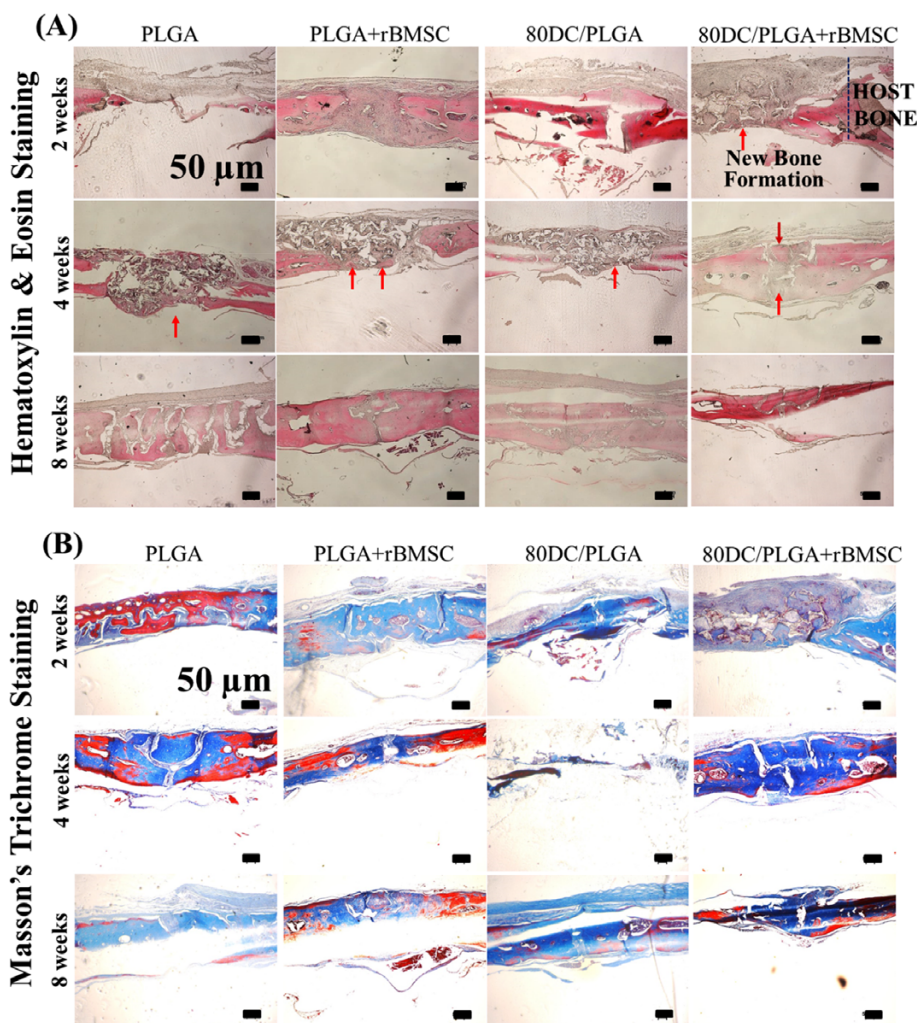 (A)
PLGA
PLGA+rBMSC
80DC/PLGA
80DC/PLGA+rBMSC
Hematoxylin & Eosin Staining
2 weeks
50 µm
HOST
BONE
New Bone
Formation
4 weeks
8 weeks
(B)
PLGA
PLGA+rBMSC
80DC/PLGA
80DC/PLGA+rBMSC
Masson's Trichrome Staining
2 weeks
50 µm
4 weeks
8 weeks